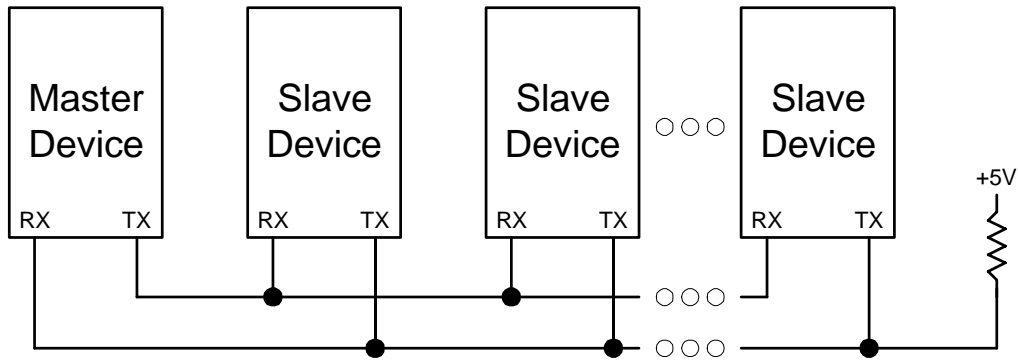 Master
Device
Slave
Device
Slave
Device
Slave
Device
+5V
RX TX
RX TX
RX TX
RX TX